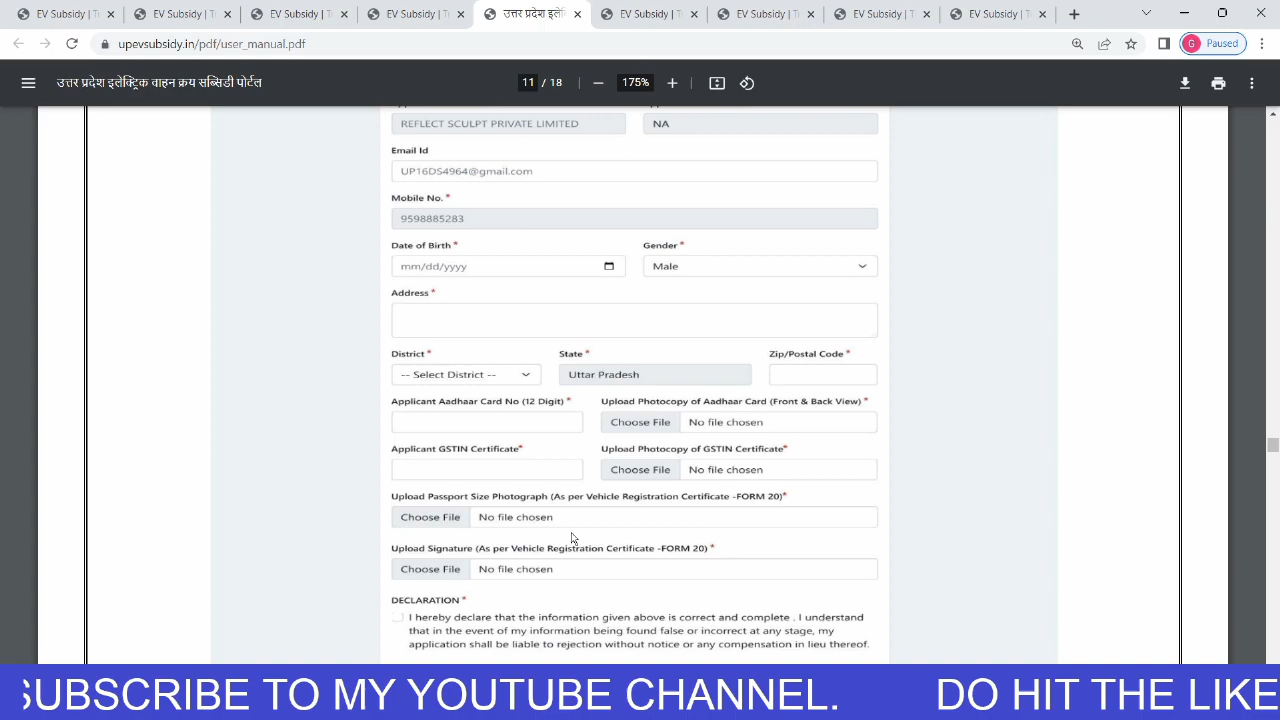 EV Subsidy | Tr
EV Subsidy | Tr
EV Subsidy | Tr
EV Subsidy | Tr
उत्तर प्रदेश इले
EV Subsidy | Tr
EV Subsidy | Tr
EV Subsidy | Tr
EV Subsidy | Tr
upevsubsidy.in/pdf/user_manual.pdf
G Paused
उत्तर प्रदेश इलेक्ट्रिक वाहन क्रय सब्सिडी पोर्टल
11 / 18
175%
REFLECT SCULPT PRIVATE LIMITED
NA
Email Id
UP16DS4964@gmail.com
Mobile No. *
9598885283
Date of Birth * Gender *
mm/dd/yyyy Male
Address *
District * State * Zip/Postal Code *
-- Select District -- Uttar Pradesh
Applicant Aadhaar Card No (12 Digit) * Upload Photocopy of Aadhaar Card (Front & Back View) *
Choose File No file chosen
Applicant GSTIN Certificate* Upload Photocopy of GSTIN Certificate*
Choose File No file chosen
Upload Passport Size Photograph (As per Vehicle Registration Certificate -FORM 20)*
Choose File No file chosen
Upload Signature (As per Vehicle Registration Certificate -FORM 20) *
Choose File No file chosen
DECLARATION *
I hereby declare that the information given above is correct and complete . I understand
that in the event of my information being found false or incorrect at any stage, my
application shall be liable to rejection without notice or any compensation in lieu thereof.
SUBSCRIBE TO MY YOUTUBE CHANNEL. DO HIT THE LIKE